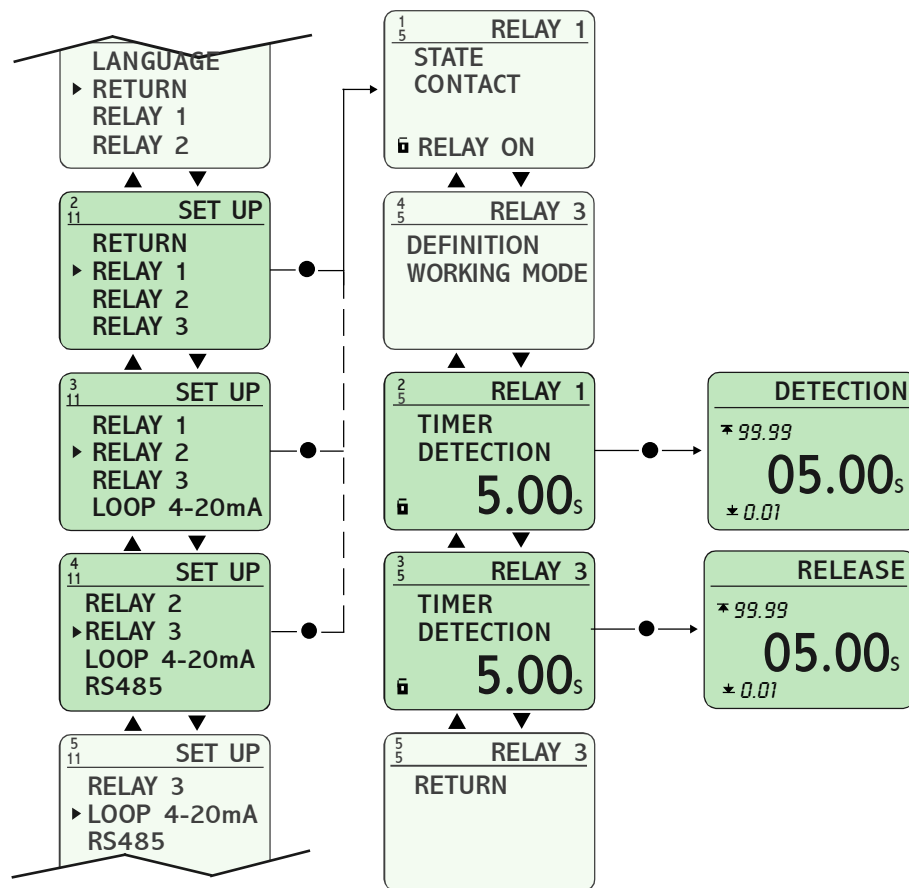 LANGUAGE
RETURN
RELAY 1
RELAY 2
2
11
SET UP
RETURN
RELAY 1
RELAY 2
RELAY 3
3
11
SET UP
RELAY 1
RELAY 2
RELAY 3
LOOP 4-20mA
4
11
SET UP
RELAY 2
RELAY 3
LOOP 4-20mA
RS485
5
11
SET UP
RELAY 3
LOOP 4-20mA
RS485
1
5
RELAY 1
STATE
CONTACT
RELAY ON
4
5
RELAY 3
DEFINITION
WORKING MODE
2
5
RELAY 1
TIMER
DETECTION
5.00s
3
5
RELAY 3
TIMER
DETECTION
5.00s
5
5
RELAY 3
RETURN
DETECTION
99.99
05.00s
0.01
RELEASE
99.99
05.00s
0.01